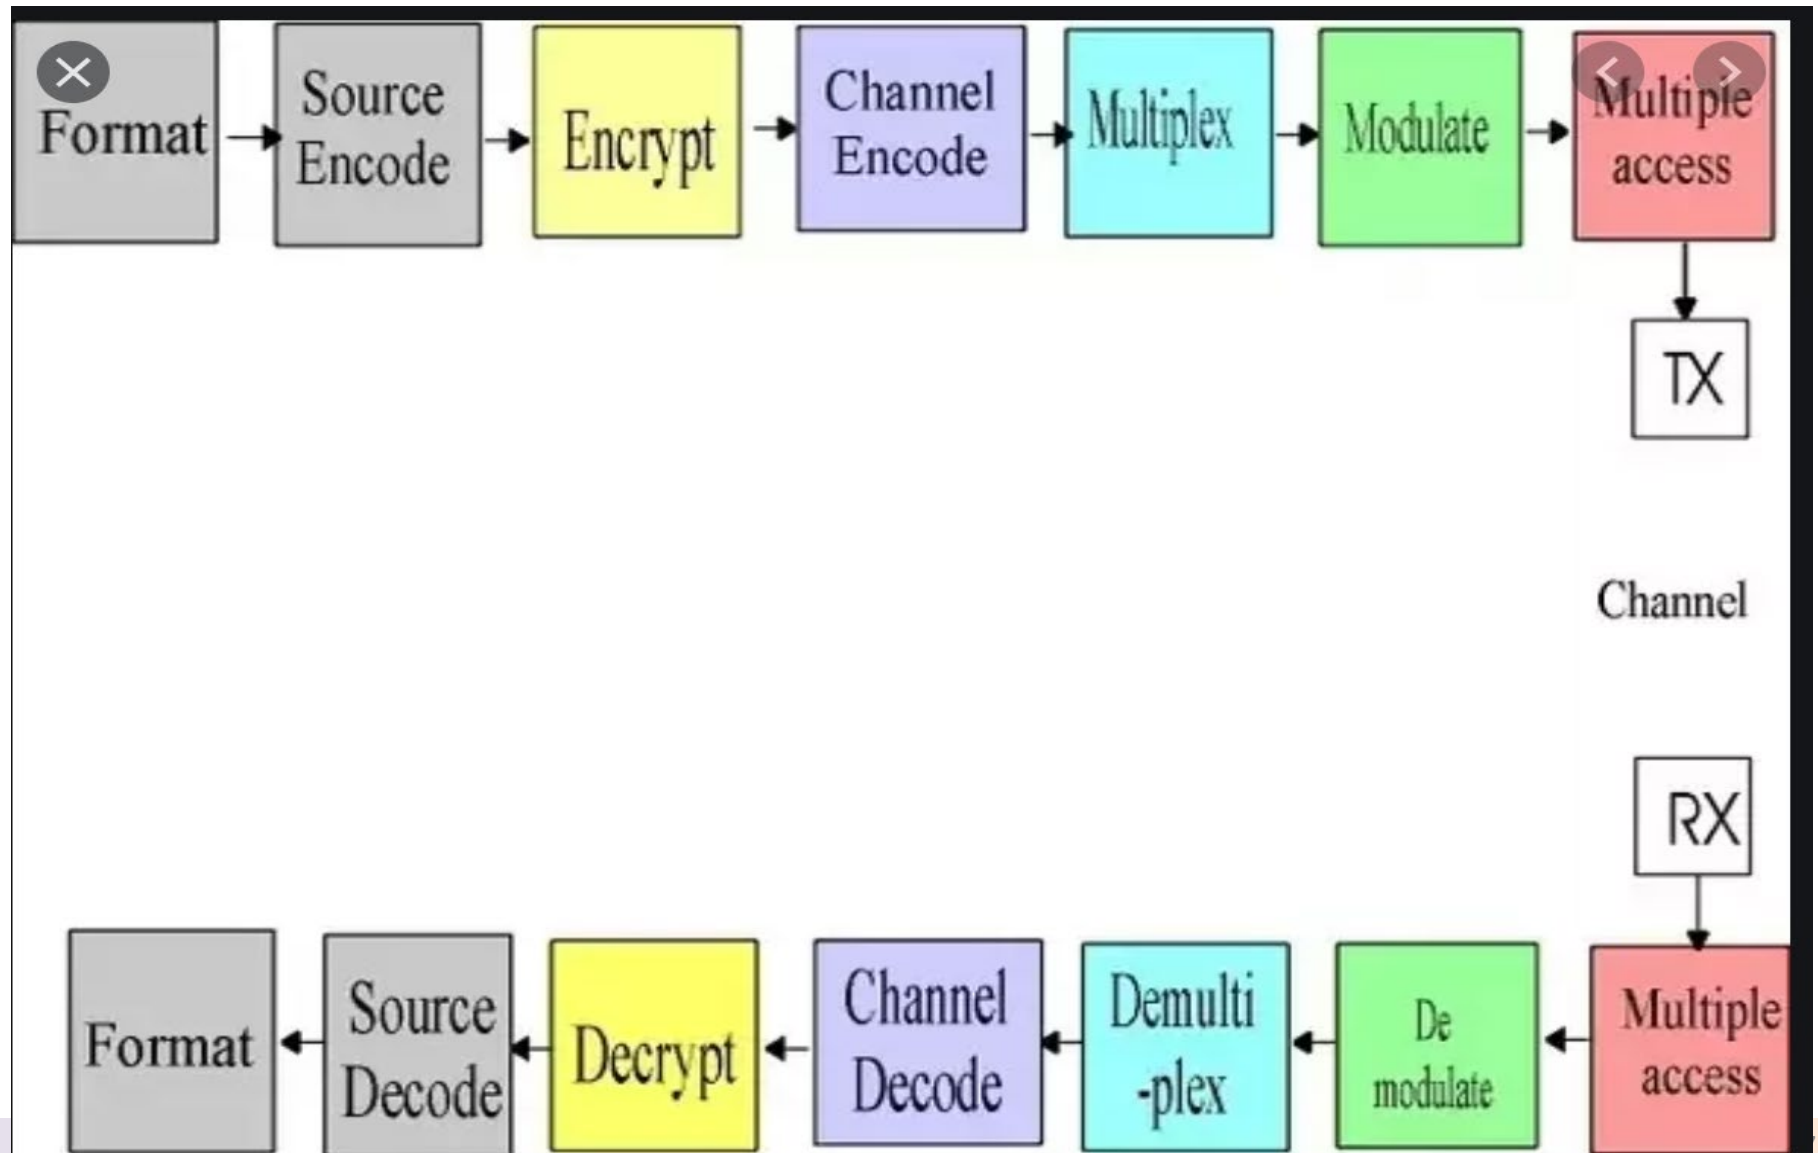 Format
Source
Encode
Encrypt
Channel
Encode
Multiplex
Modulate
Multiple
access
TX
Channel
RX
Format
Source
Decode
Decrypt
Channel
Decode
Demulti
-plex
De
modulate
Multiple
access